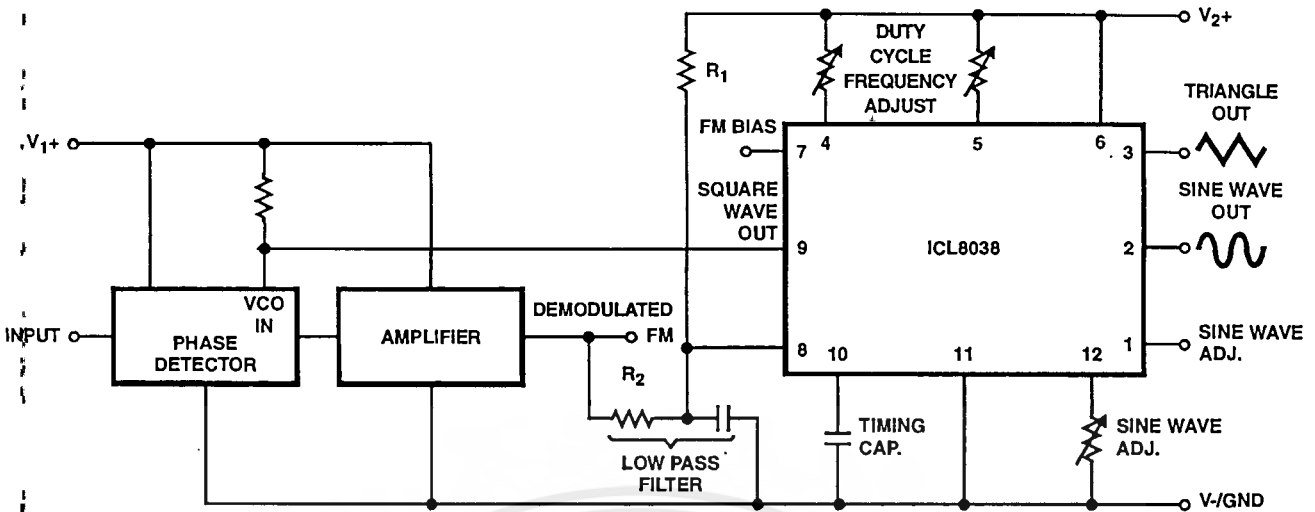 V2+
DUTY
CYCLE
FREQUENCY
ADJUST
R1
TRIANGLE
OUT
V1+
FM BIAS
7
4
5
6
3
SQUARE
WAVE
OUT
SINE WAVE
OUT
9
ICL8038
2
VCO
IN
INPUT
PHASE
DETECTOR
AMPLIFIER
DEMODULATED
FM
8
10
11
12
1
SINE WAVE
ADJ.
R2
TIMING
CAP.
SINE WAVE
ADJ.
LOW PASS
FILTER
V-/GND